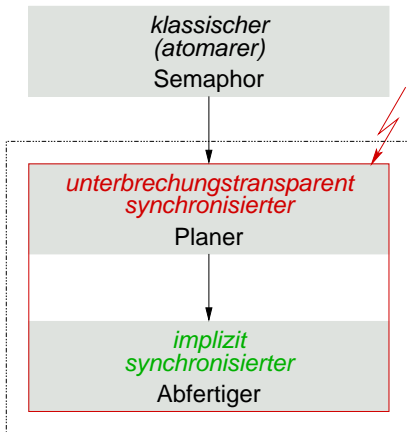 klassischer
(atomarer)
Semaphor
unterbrechungstransparent
synchronisierter
Planer
implizit
synchronisierter
Abfertiger